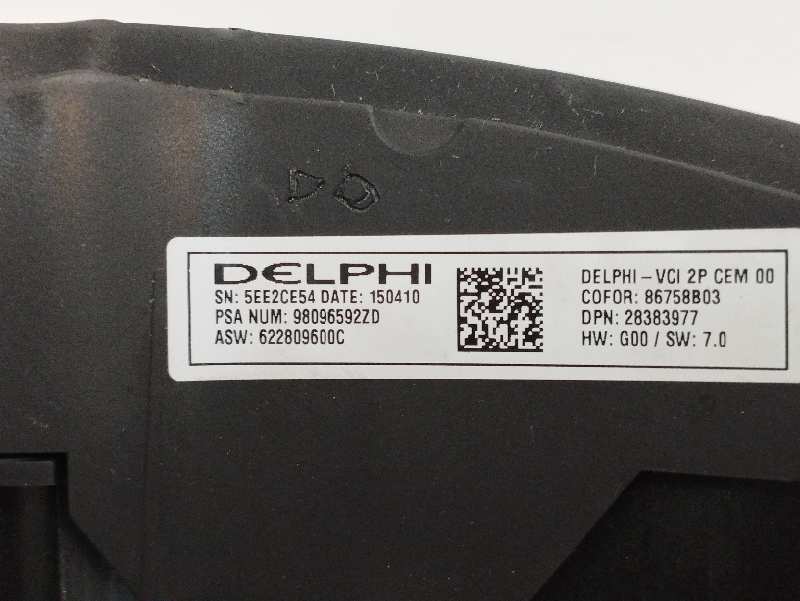 DELPHI
SN: 5EE2CE54 DATE: 150410
PSA NUM: 98096592ZD
ASW: 622809600C
DELPHI-VCI 2P CEM 00
COFOR: 86758B03
DPN: 28383977
HW: G00 / SW: 7.0